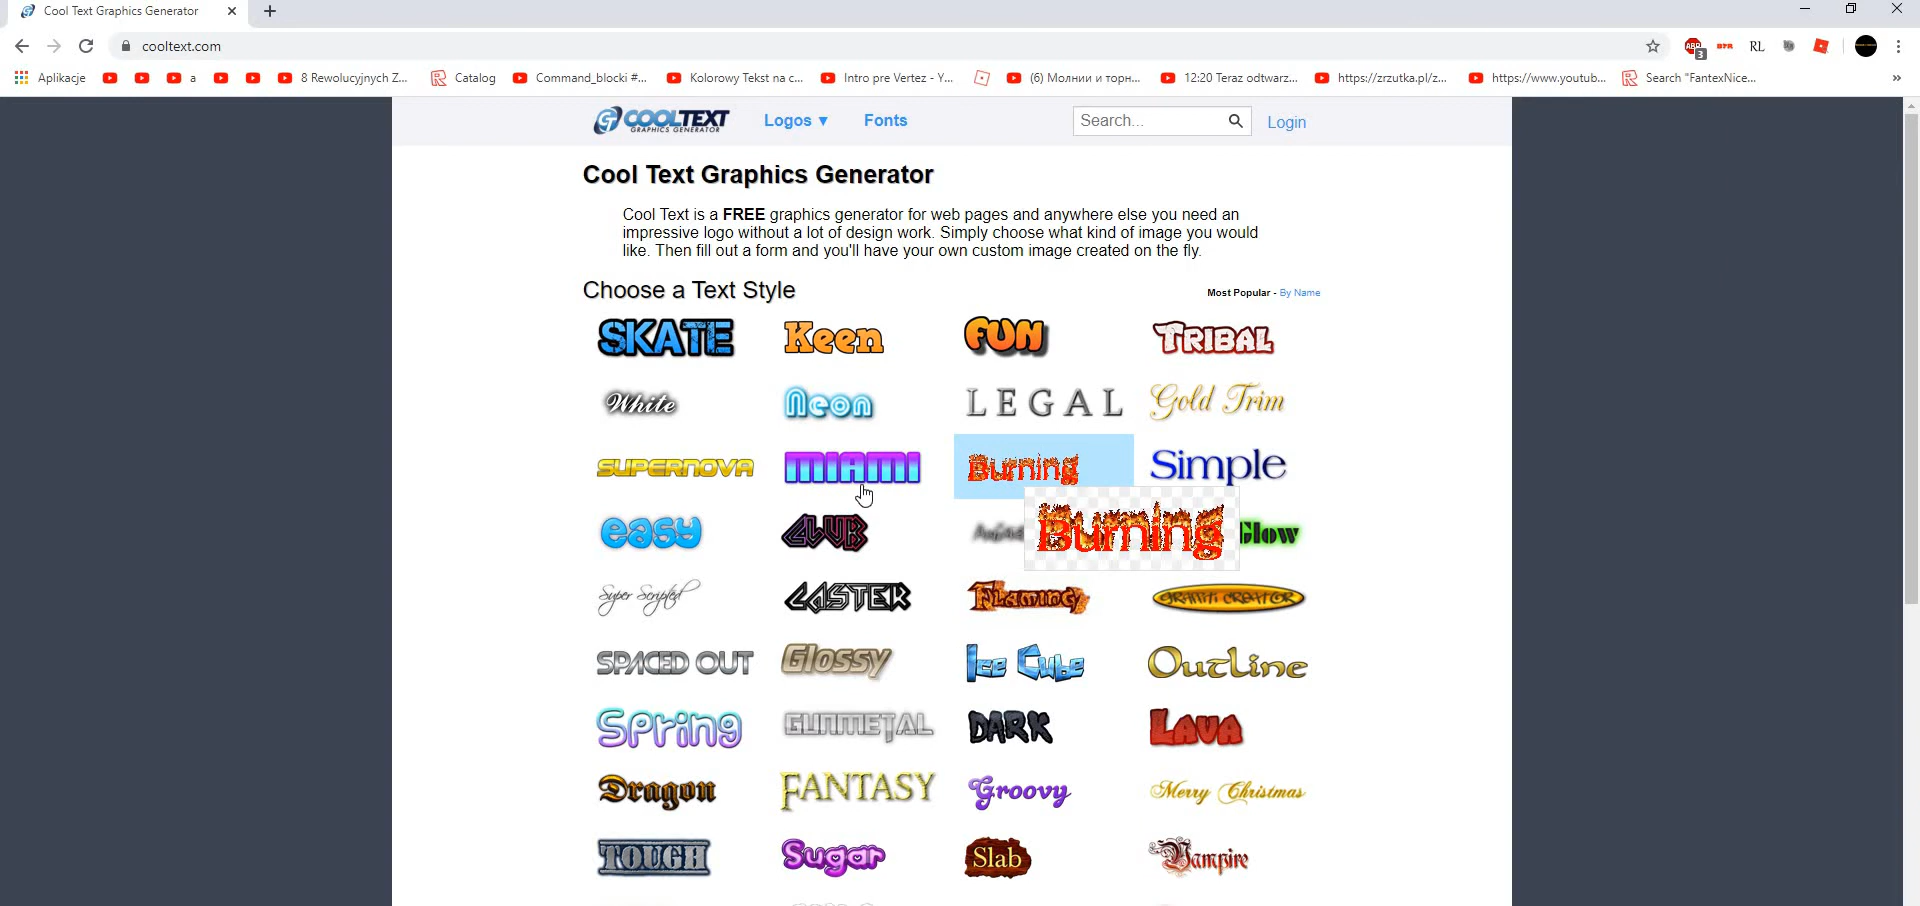 Cool Text Graphics Generator
cooltext.com
Aplikacje
a
8 Rewolucyjnych Z...
Catalog
Command_blocki #...
Kolorowy Tekst na c...
Intro pre Vertez - Y...
(6) Молнии и торн...
12:20 Teraz odtwarz...
https://zrzutka.pl/z...
https://www.youtub...
Search "FantexNice...
ABP
3
RL
COOLTEXT
GRAPHICS GENERATOR
Logos ▼
Fonts
Search...
Login
Cool Text Graphics Generator
Cool Text is a FREE graphics generator for web pages and anywhere else you need an
impressive logo without a lot of design work. Simply choose what kind of image you would
like. Then fill out a form and you'll have your own custom image created on the fly.
Choose a Text Style
Most Popular - By Name
SKATE
Keen
FUN
TRIBAL
White
Neon
LEGAL
Gold Trim
SUPERNOVA
MIAMI
Burning
Simple
easy
CLUB
Burning
Glow
Super Scripted
CASTER
Flaming
GRAFFITI CREATOR
SPACED OUT
Glossy
Ice Cube
Outline
Spring
GUNMETAL
DARK
LAVA
Dragon
FANTASY
Groovy
Merry Christmas
TOUGH
Sugar
Slab
Vampire